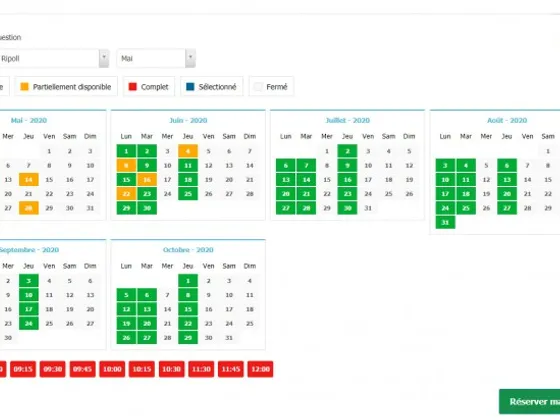 uestion
Ripoll Mai
e Partiellement disponible Complet Sélectionné Fermé
Mai - 2020 Juin - 2020 Juillet - 2020 Août - 2020
Mer Jeu Ven Sam Dim Lun Mar Mer Jeu Ven Sam Dim Lun Mar Mer Jeu Ven Sam Dim Lun Mar Mer Jeu Ven Sam
1 2 3 1 2 3 4 5 6 7 1 2 3 4 5 1
6 7 8 9 10 8 9 10 11 12 13 14 6 7 8 9 10 11 12 3 4 5 6 7 8
13 14 15 16 17 15 16 17 18 19 20 21 13 14 15 16 17 18 19 10 11 12 13 14 15
20 21 22 23 24 22 23 24 25 26 27 28 20 21 22 23 24 25 26 17 18 19 20 21 22
27 28 29 30 31 29 30 27 28 29 30 31 24 25 26 27 28 29
31
Septembre - 2020 Octobre - 2020
Mer Jeu Ven Sam Dim Lun Mar Mer Jeu Ven Sam Dim
2 3 4 5 6 1 2 3 4
9 10 11 12 13 5 6 7 8 9 10 11
16 17 18 19 20 12 13 14 15 16 17 18
23 24 25 26 27 19 20 21 22 23 24 25
30 26 27 28 29 30 31
0 09:15 09:30 09:45 10:00 10:15 10:30 11:30 11:45 12:00
Réserver ma